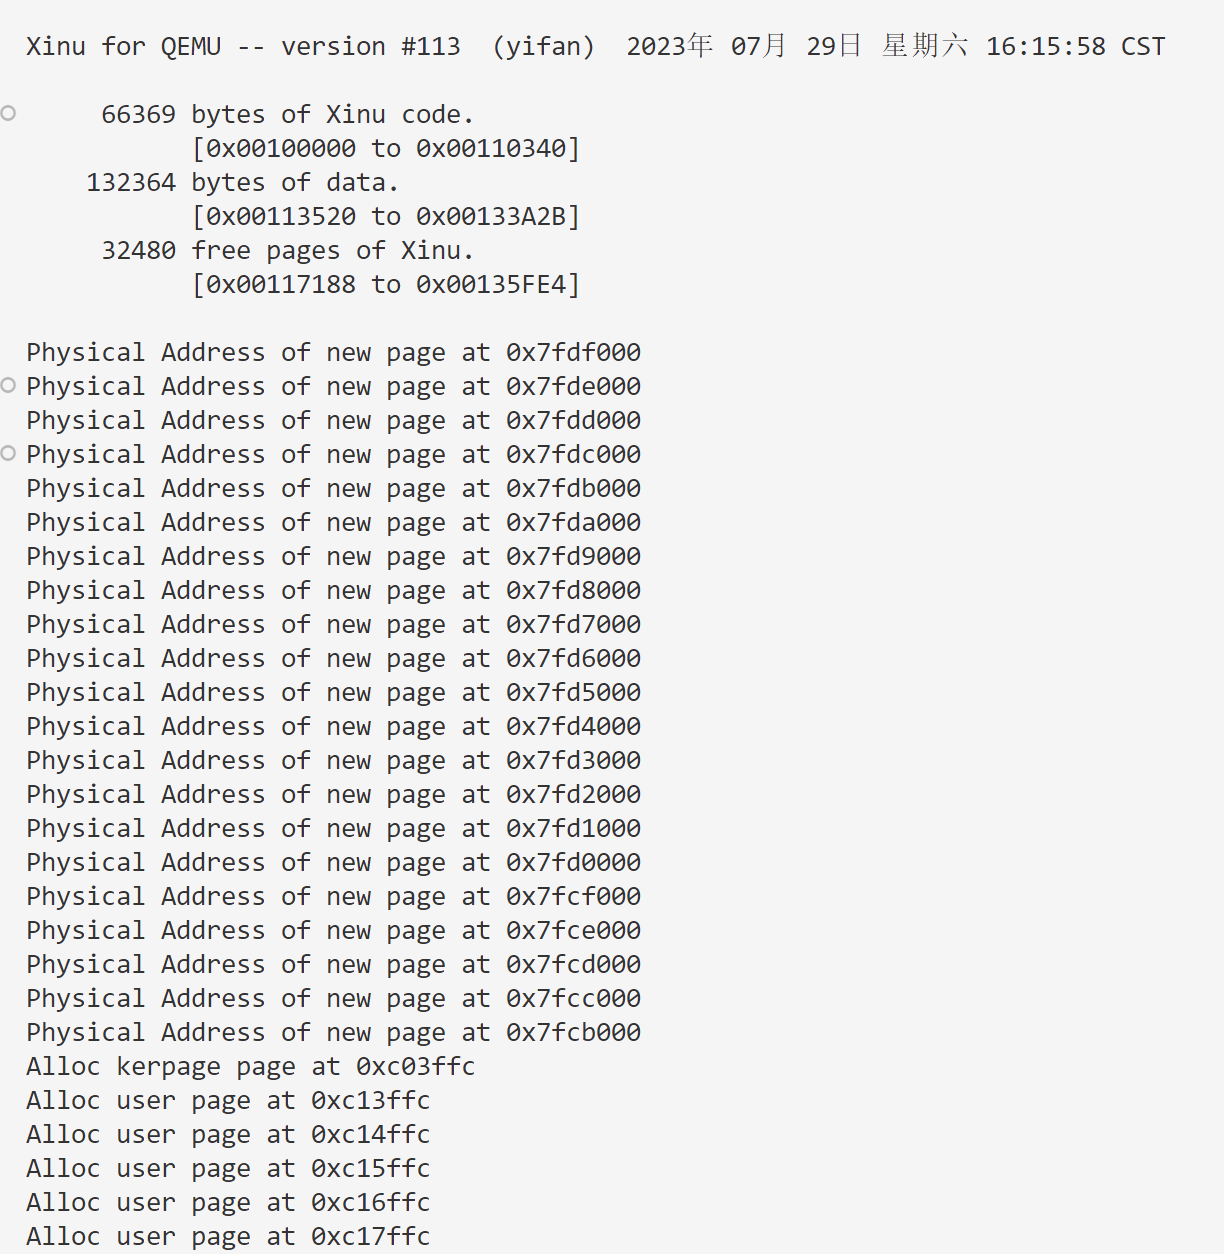 Xinu for QEMU -- version #113  (yifan)  2023年 07月 29日 星期六 16:15:58 CST
66369 bytes of Xinu code.
[0x00100000 to 0x00110340]
132364 bytes of data.
[0x00113520 to 0x00133A2B]
32480 free pages of Xinu.
[0x00117188 to 0x00135FE4]
Physical Address of new page at 0x7fdf000
Physical Address of new page at 0x7fde000
Physical Address of new page at 0x7fdd000
Physical Address of new page at 0x7fdc000
Physical Address of new page at 0x7fdb000
Physical Address of new page at 0x7fda000
Physical Address of new page at 0x7fd9000
Physical Address of new page at 0x7fd8000
Physical Address of new page at 0x7fd7000
Physical Address of new page at 0x7fd6000
Physical Address of new page at 0x7fd5000
Physical Address of new page at 0x7fd4000
Physical Address of new page at 0x7fd3000
Physical Address of new page at 0x7fd2000
Physical Address of new page at 0x7fd1000
Physical Address of new page at 0x7fd0000
Physical Address of new page at 0x7fcf000
Physical Address of new page at 0x7fce000
Physical Address of new page at 0x7fcd000
Physical Address of new page at 0x7fcc000
Physical Address of new page at 0x7fcb000
Alloc kerpage page at 0xc03ffc
Alloc user page at 0xc13ffc
Alloc user page at 0xc14ffc
Alloc user page at 0xc15ffc
Alloc user page at 0xc16ffc
Alloc user page at 0xc17ffc